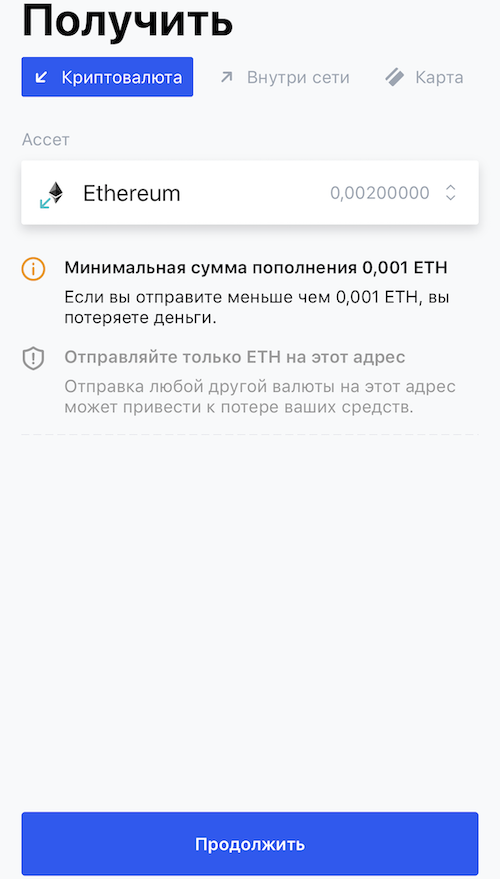 Получить
Криптовалюта
Внутри сети
Карта
Ассет
Ethereum
0,00200000
Минимальная сумма пополнения 0,001 ETH
Если вы отправите меньше чем 0,001 ETH, вы
потеряете деньги.
Отправляйте только ETH на этот адрес
Отправка любой другой валюты на этот адрес
может привести к потере ваших средств.
Продолжить